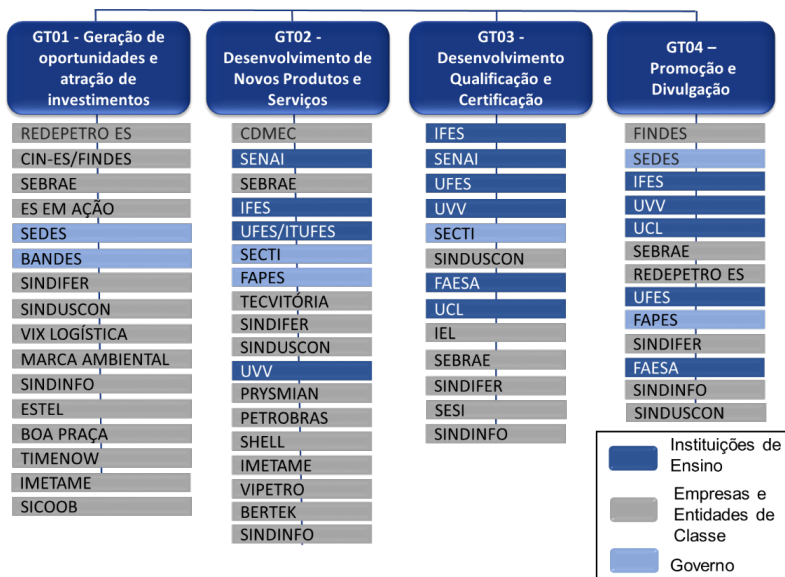 GT01 - Geração de
oportunidades e
atração de
investimentos
REDEPETRO ES
CIN-ES/FINDES
SEBRAE
ES EM AÇÃO
SEDES
BANDES
SINDIFER
SINDUSCON
VIX LOGÍSTICA
MARCA AMBIENTAL
SINDINFO
ESTEL
BOA PRAÇA
TIMENOW
IMETAME
SICOOB
GT02 -
Desenvolvimento de
Novos Produtos e
Serviços
CDMEC
SENAI
SEBRAE
IFES
UFES/ITUFES
SECTI
FAPES
TECVITÓRIA
SINDIFER
SINDUSCON
UVV
PRYSMIAN
PETROBRAS
SHELL
IMETAME
VIPETRO
BERTEK
SINDINFO
GT03 -
Desenvolvimento
Qualificação e
Certificação
IFES
SENAI
UFES
UVV
SECTI
SINDUSCON
FAESA
UCL
IEL
SEBRAE
SINDIFER
SESI
SINDINFO
GT04 –
Promoção e
Divulgação
FINDES
SEDES
IFES
UVV
UCL
SEBRAE
REDEPETRO ES
UFES
FAPES
SINDIFER
FAESA
SINDINFO
SINDUSCON
Instituições de
Ensino
Empresas e
Entidades de
Classe
Governo